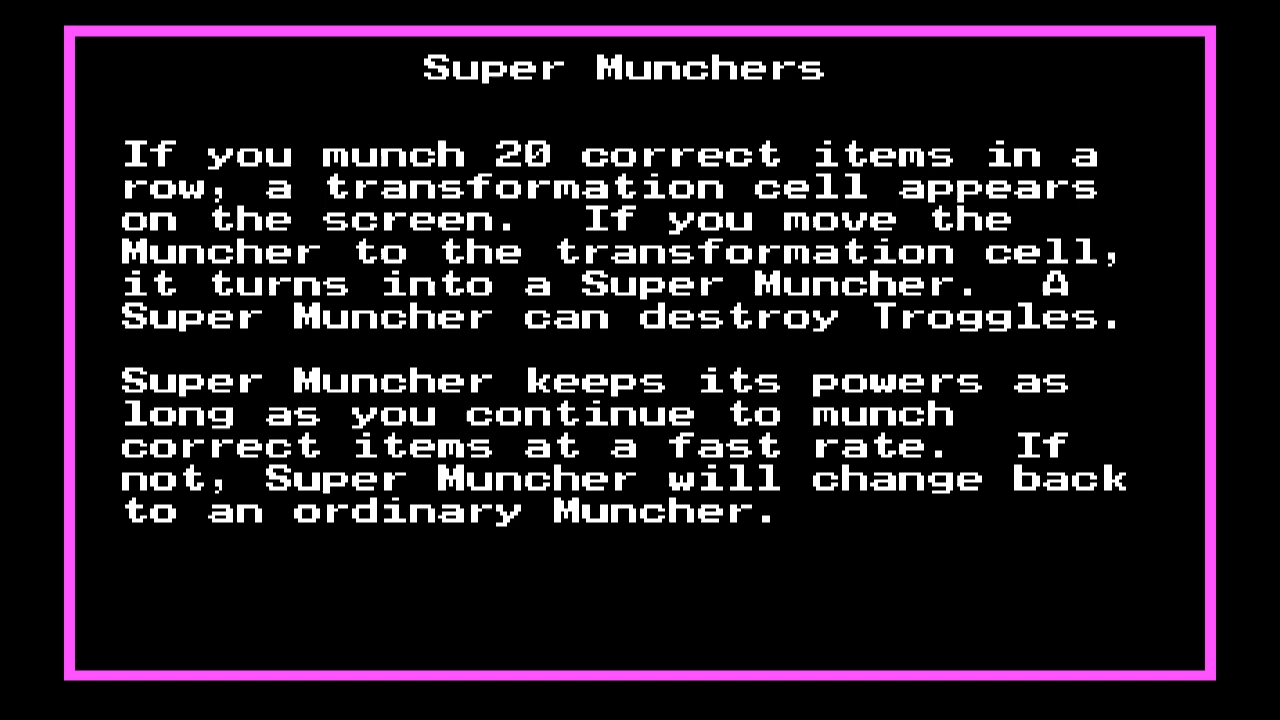 Super Munchers
If you munch 20 correct items in a
row, a transformation cell appears
on the screen.  If you move the
Muncher to the transformation cell,
it turns into a Super Muncher.  A
Super Muncher can destroy Troggles.
Super Muncher keeps its powers as
long as you continue to munch
correct items at a fast rate.  If
not, Super Muncher will change back
to an ordinary Muncher.